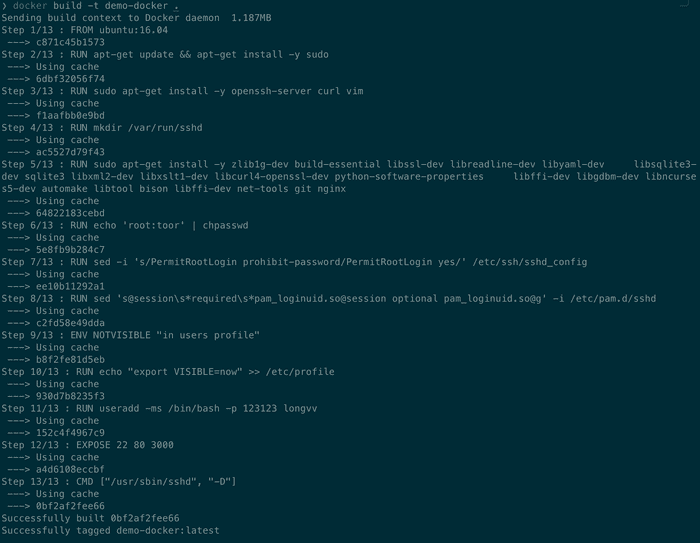 ❯ docker build -t demo-docker .
Sending build context to Docker daemon  1.187MB
Step 1/13 : FROM ubuntu:16.04
 ---> c871c45b1573
Step 2/13 : RUN apt-get update && apt-get install -y sudo
 ---> Using cache
 ---> 6dbf32056f74
Step 3/13 : RUN sudo apt-get install -y openssh-server curl vim
 ---> Using cache
 ---> f1aafbb0e9bd
Step 4/13 : RUN mkdir /var/run/sshd
 ---> Using cache
 ---> ac5527d79f43
Step 5/13 : RUN sudo apt-get install -y zlib1g-dev build-essential libssl-dev libreadline-dev libyaml-dev     libsqlite3-
dev sqlite3 libxml2-dev libxslt1-dev libcurl4-openssl-dev python-software-properties     libffi-dev libgdbm-dev libncurse
s5-dev automake libtool bison libffi-dev net-tools git nginx
 ---> Using cache
 ---> 64822183cebd
Step 6/13 : RUN echo 'root:toor' | chpasswd
 ---> Using cache
 ---> 5e8fb9b284c7
Step 7/13 : RUN sed -i 's/PermitRootLogin prohibit-password/PermitRootLogin yes/' /etc/ssh/sshd_config
 ---> Using cache
 ---> ee10b11292a1
Step 8/13 : RUN sed 's@session\s*required\s*pam_loginuid.so@session optional pam_loginuid.so@g' -i /etc/pam.d/sshd
 ---> Using cache
 ---> c2fd58e49dda
Step 9/13 : ENV NOTVISIBLE "in users profile"
 ---> Using cache
 ---> b8f2fe81d5eb
Step 10/13 : RUN echo "export VISIBLE=now" >> /etc/profile
 ---> Using cache
 ---> 930d7b8235f3
Step 11/13 : RUN useradd -ms /bin/bash -p 123123 longvv
 ---> Using cache
 ---> 152c4f4967c9
Step 12/13 : EXPOSE 22 80 3000
 ---> Using cache
 ---> a4d6108eccbf
Step 13/13 : CMD ["/usr/sbin/sshd", "-D"]
 ---> Using cache
 ---> 0bf2af2fee66
Successfully built 0bf2af2fee66
Successfully tagged demo-docker:latest